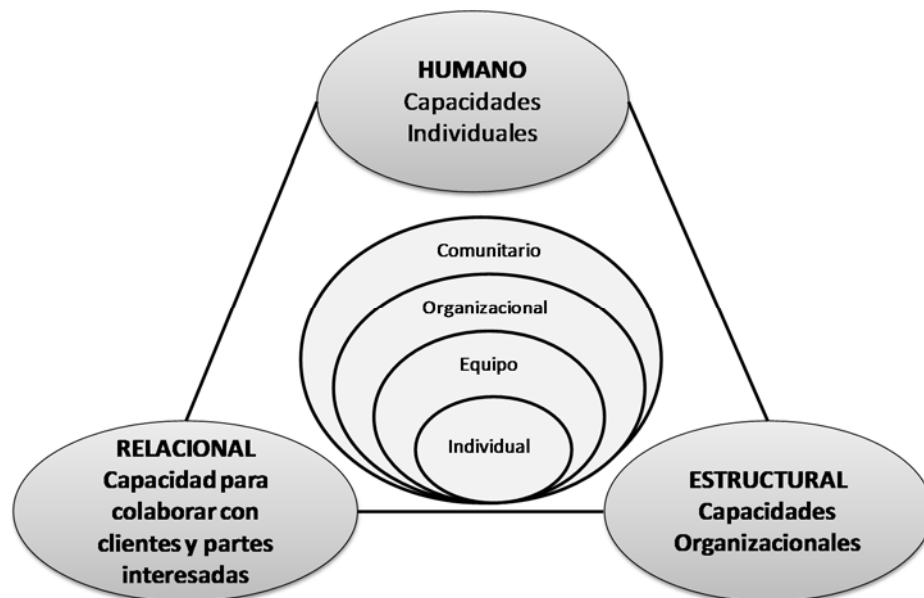 HUMANO
Capacidades
Individuales
Comunitario
Organizacional
Equipo
Individual
RELACIONAL
Capacidad para
colaborar con
clientes y partes
interesadas
ESTRUCTURAL
Capacidades
Organizacionales